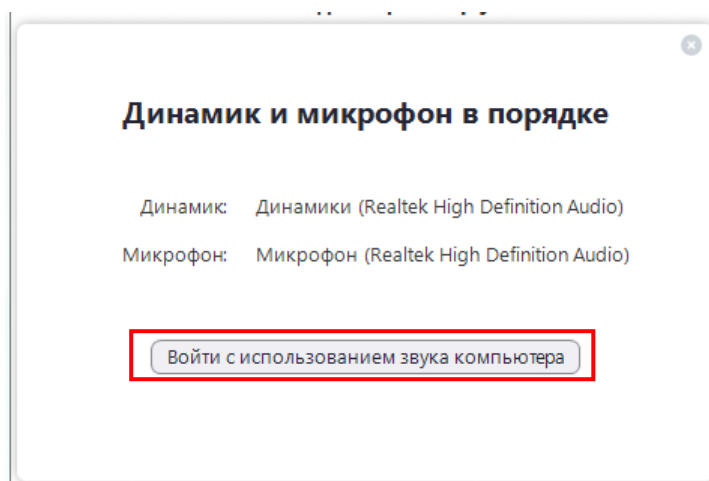 Динамик и микрофон в порядке
Динамик: Динамики (Realtek High Definition Audio)
Микрофон: Микрофон (Realtek High Definition Audio)
Войти с использованием звука компьютера